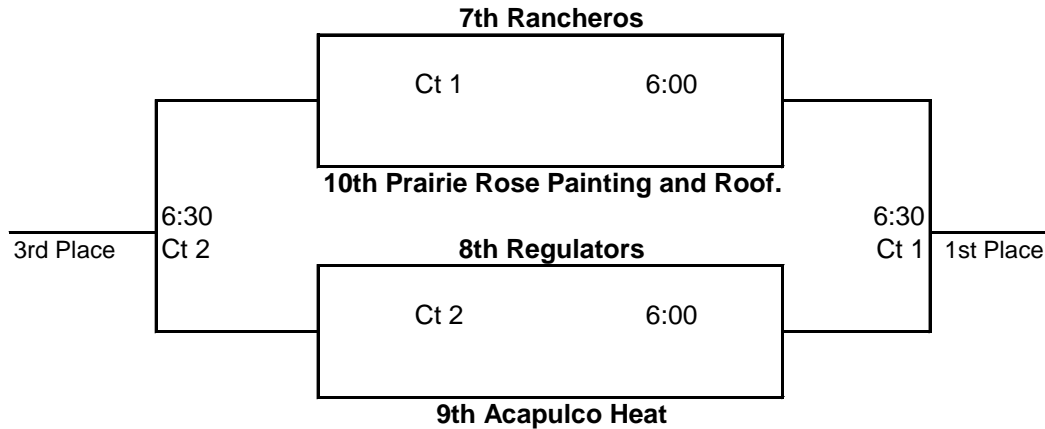 7th Rancheros
Ct 1 6:00
10th Prairie Rose Painting and Roof.
6:30 6:30
3rd Place Ct 2 8th Regulators Ct 1 1st Place
Ct 2 6:00
9th Acapulco Heat